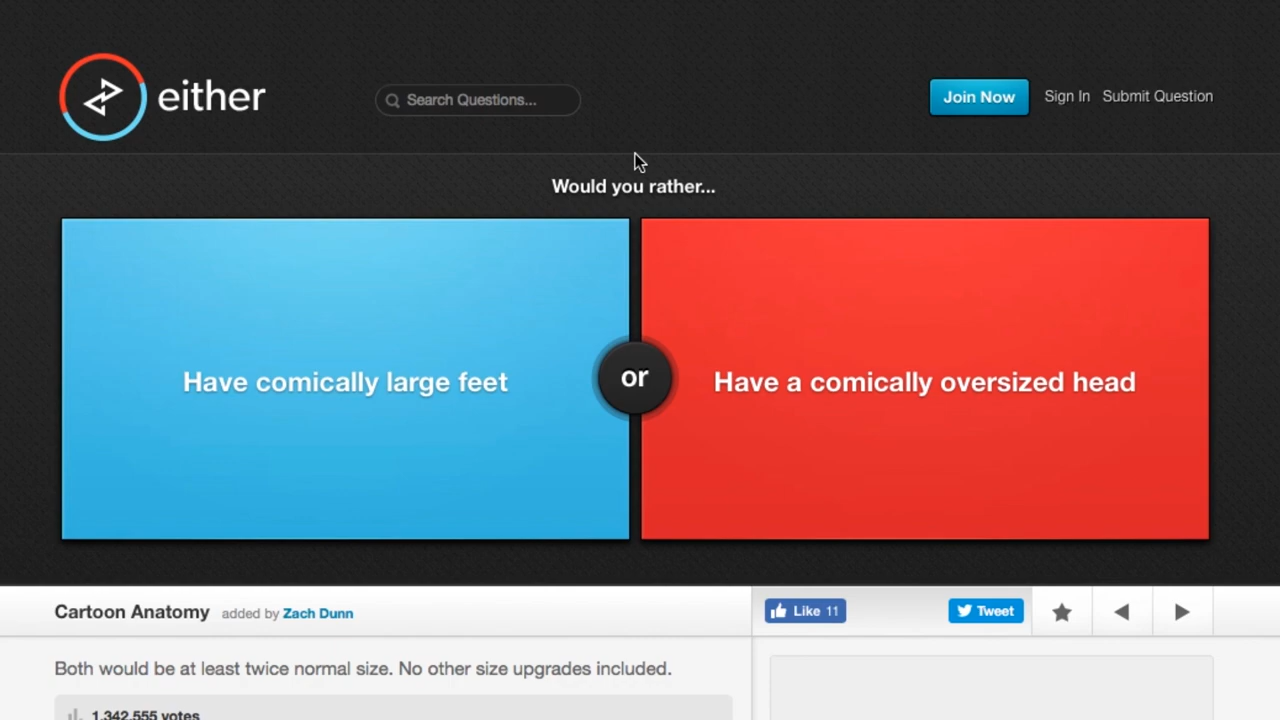 either
Search Questions...
Join Now
Sign In
Submit Question
Would you rather...
Have comically large feet
or
Have a comically oversized head
Cartoon Anatomy added by Zach Dunn
Like 11
Tweet
Both would be at least twice normal size. No other size upgrades included.
1,342,555 votes